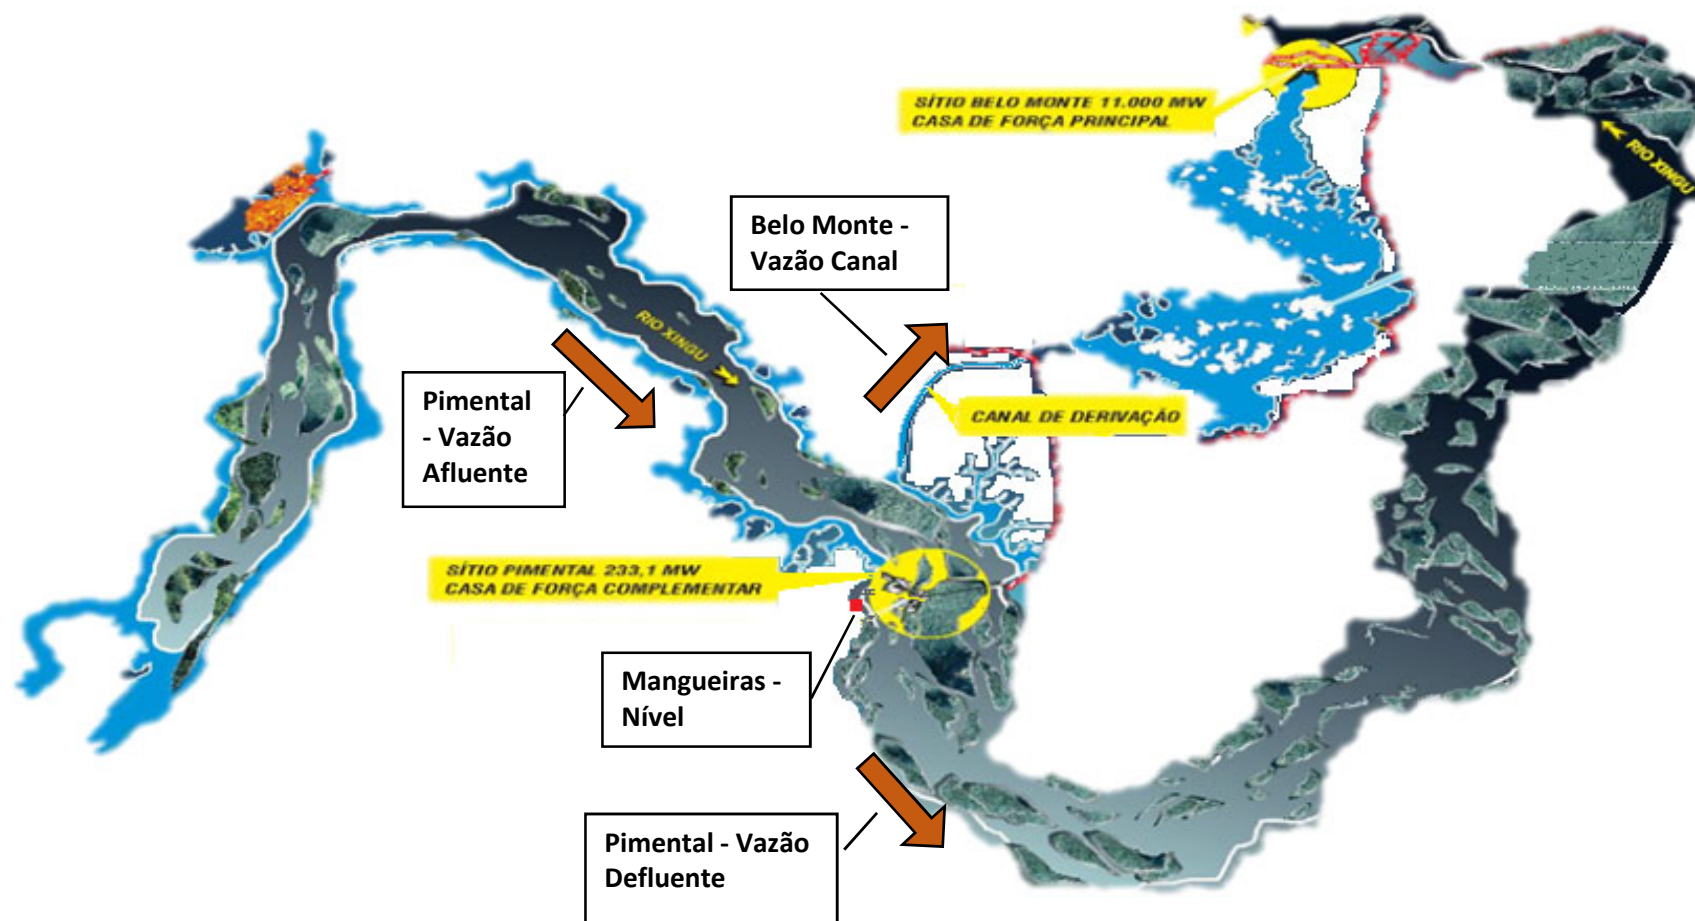 SÍTIO BELO MONTE 11.000 MW
CASA DE FORÇA PRINCIPAL
RIO XINGU
Belo Monte -
Vazão Canal
RIO XINGU
Pimental
- Vazão
Afluente
CANAL DE DERIVAÇÃO
SÍTIO PIMENTAL 233,1 MW
CASA DE FORÇA COMPLEMENTAR
Mangueiras -
Nível
Pimental - Vazão
Defluente